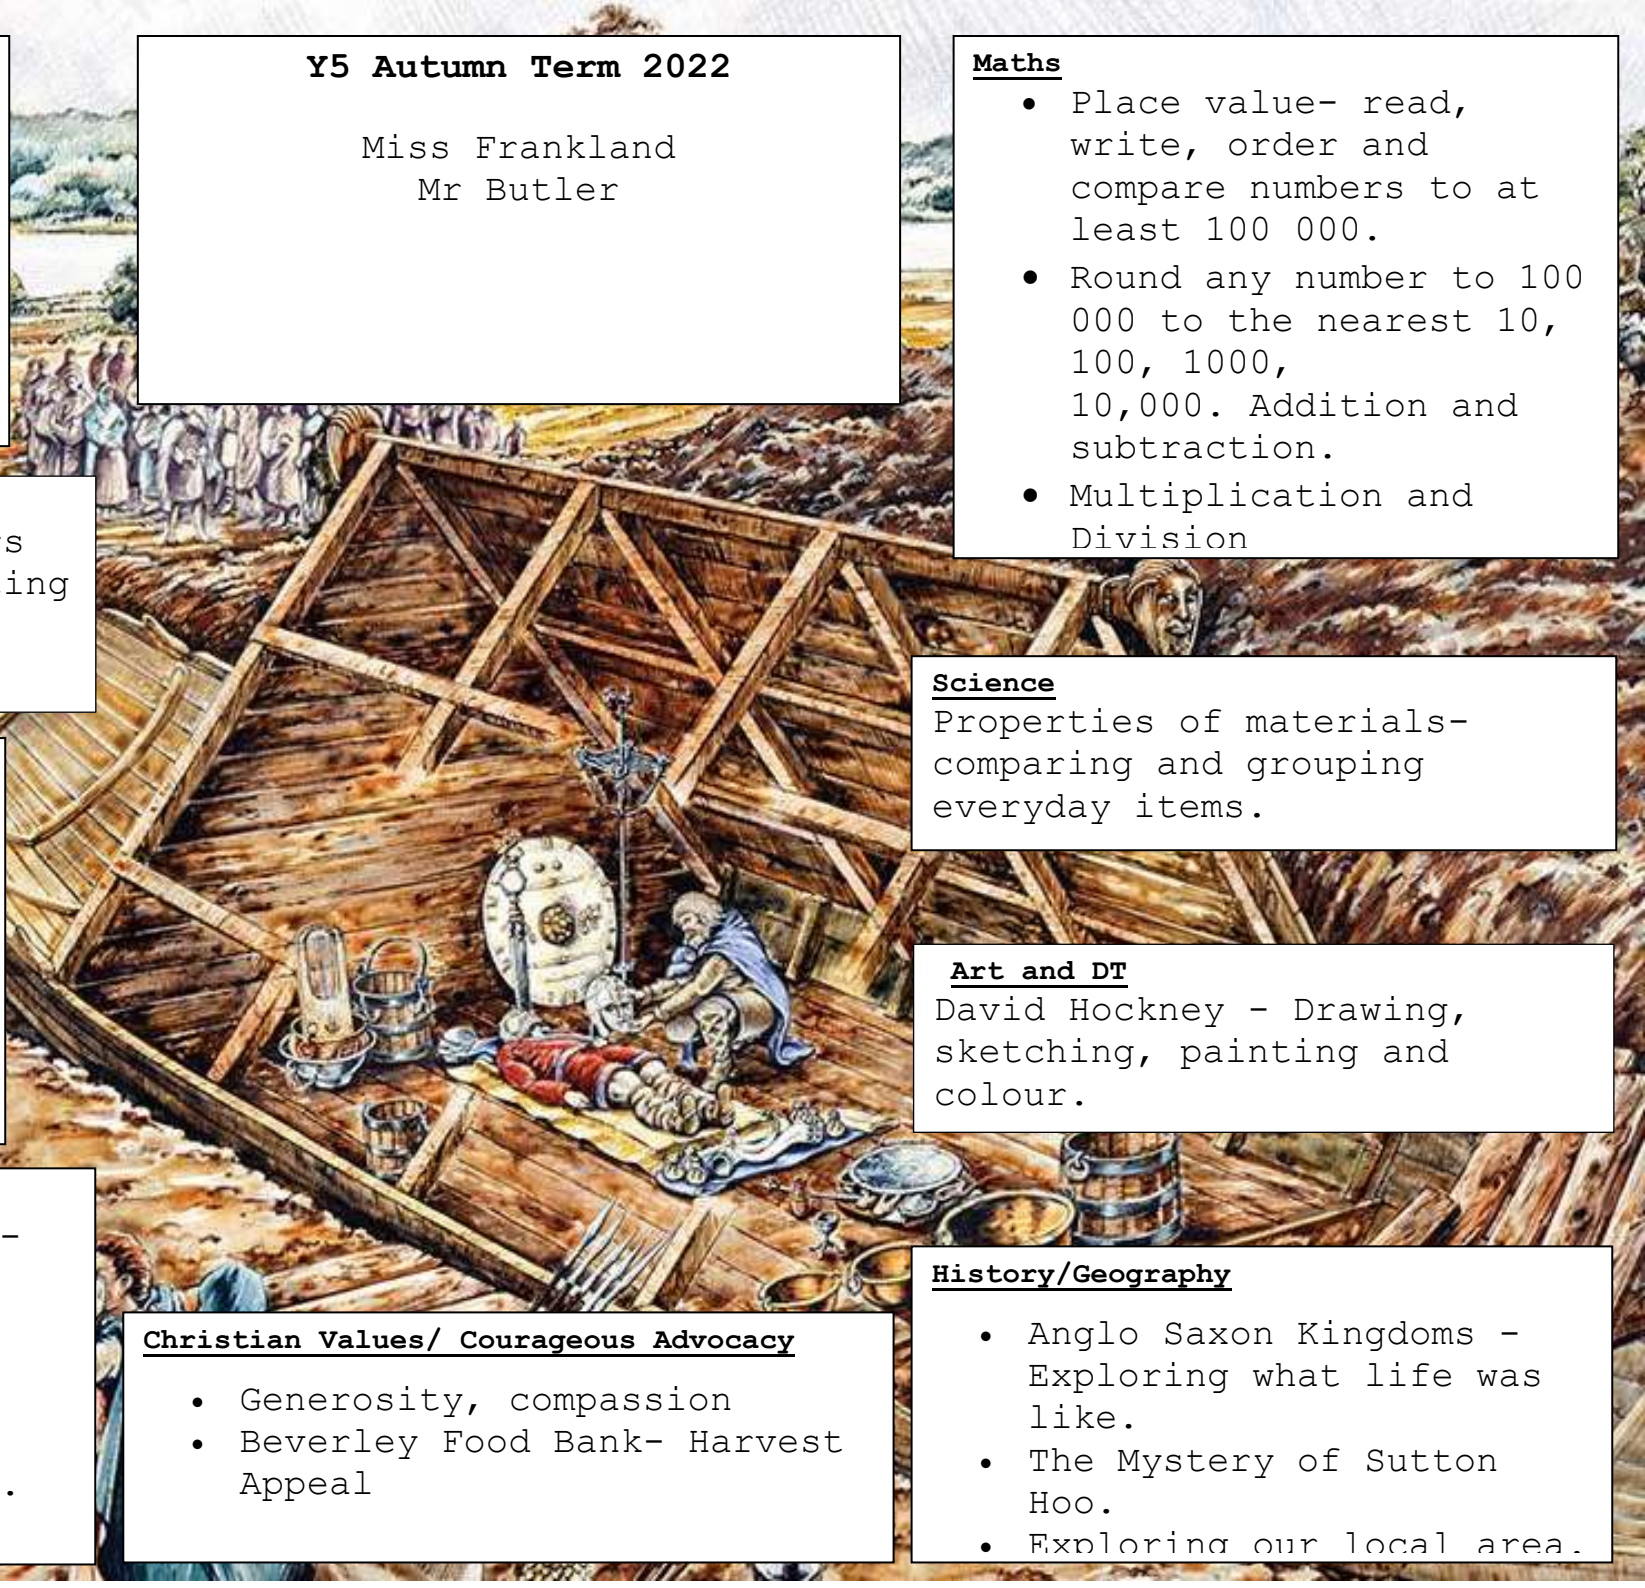 Y5 Autumn Term 2022
Miss Frankland
Mr Butler
Maths
• Place value- read,
write, order and
compare numbers to at
least 100 000.
• Round any number to 100
000 to the nearest 10,
100, 1000,
10,000. Addition and
subtraction.
• Multiplication and
Division
Science
Properties of materials-
comparing and grouping
everyday items.
Art and DT
David Hockney - Drawing,
sketching, painting and
colour.
History/Geography
• Anglo Saxon Kingdoms -
Exploring what life was
like.
• The Mystery of Sutton
Hoo.
• Exploring our local area.
Christian Values/ Courageous Advocacy
• Generosity, compassion
• Beverley Food Bank- Harvest
Appeal